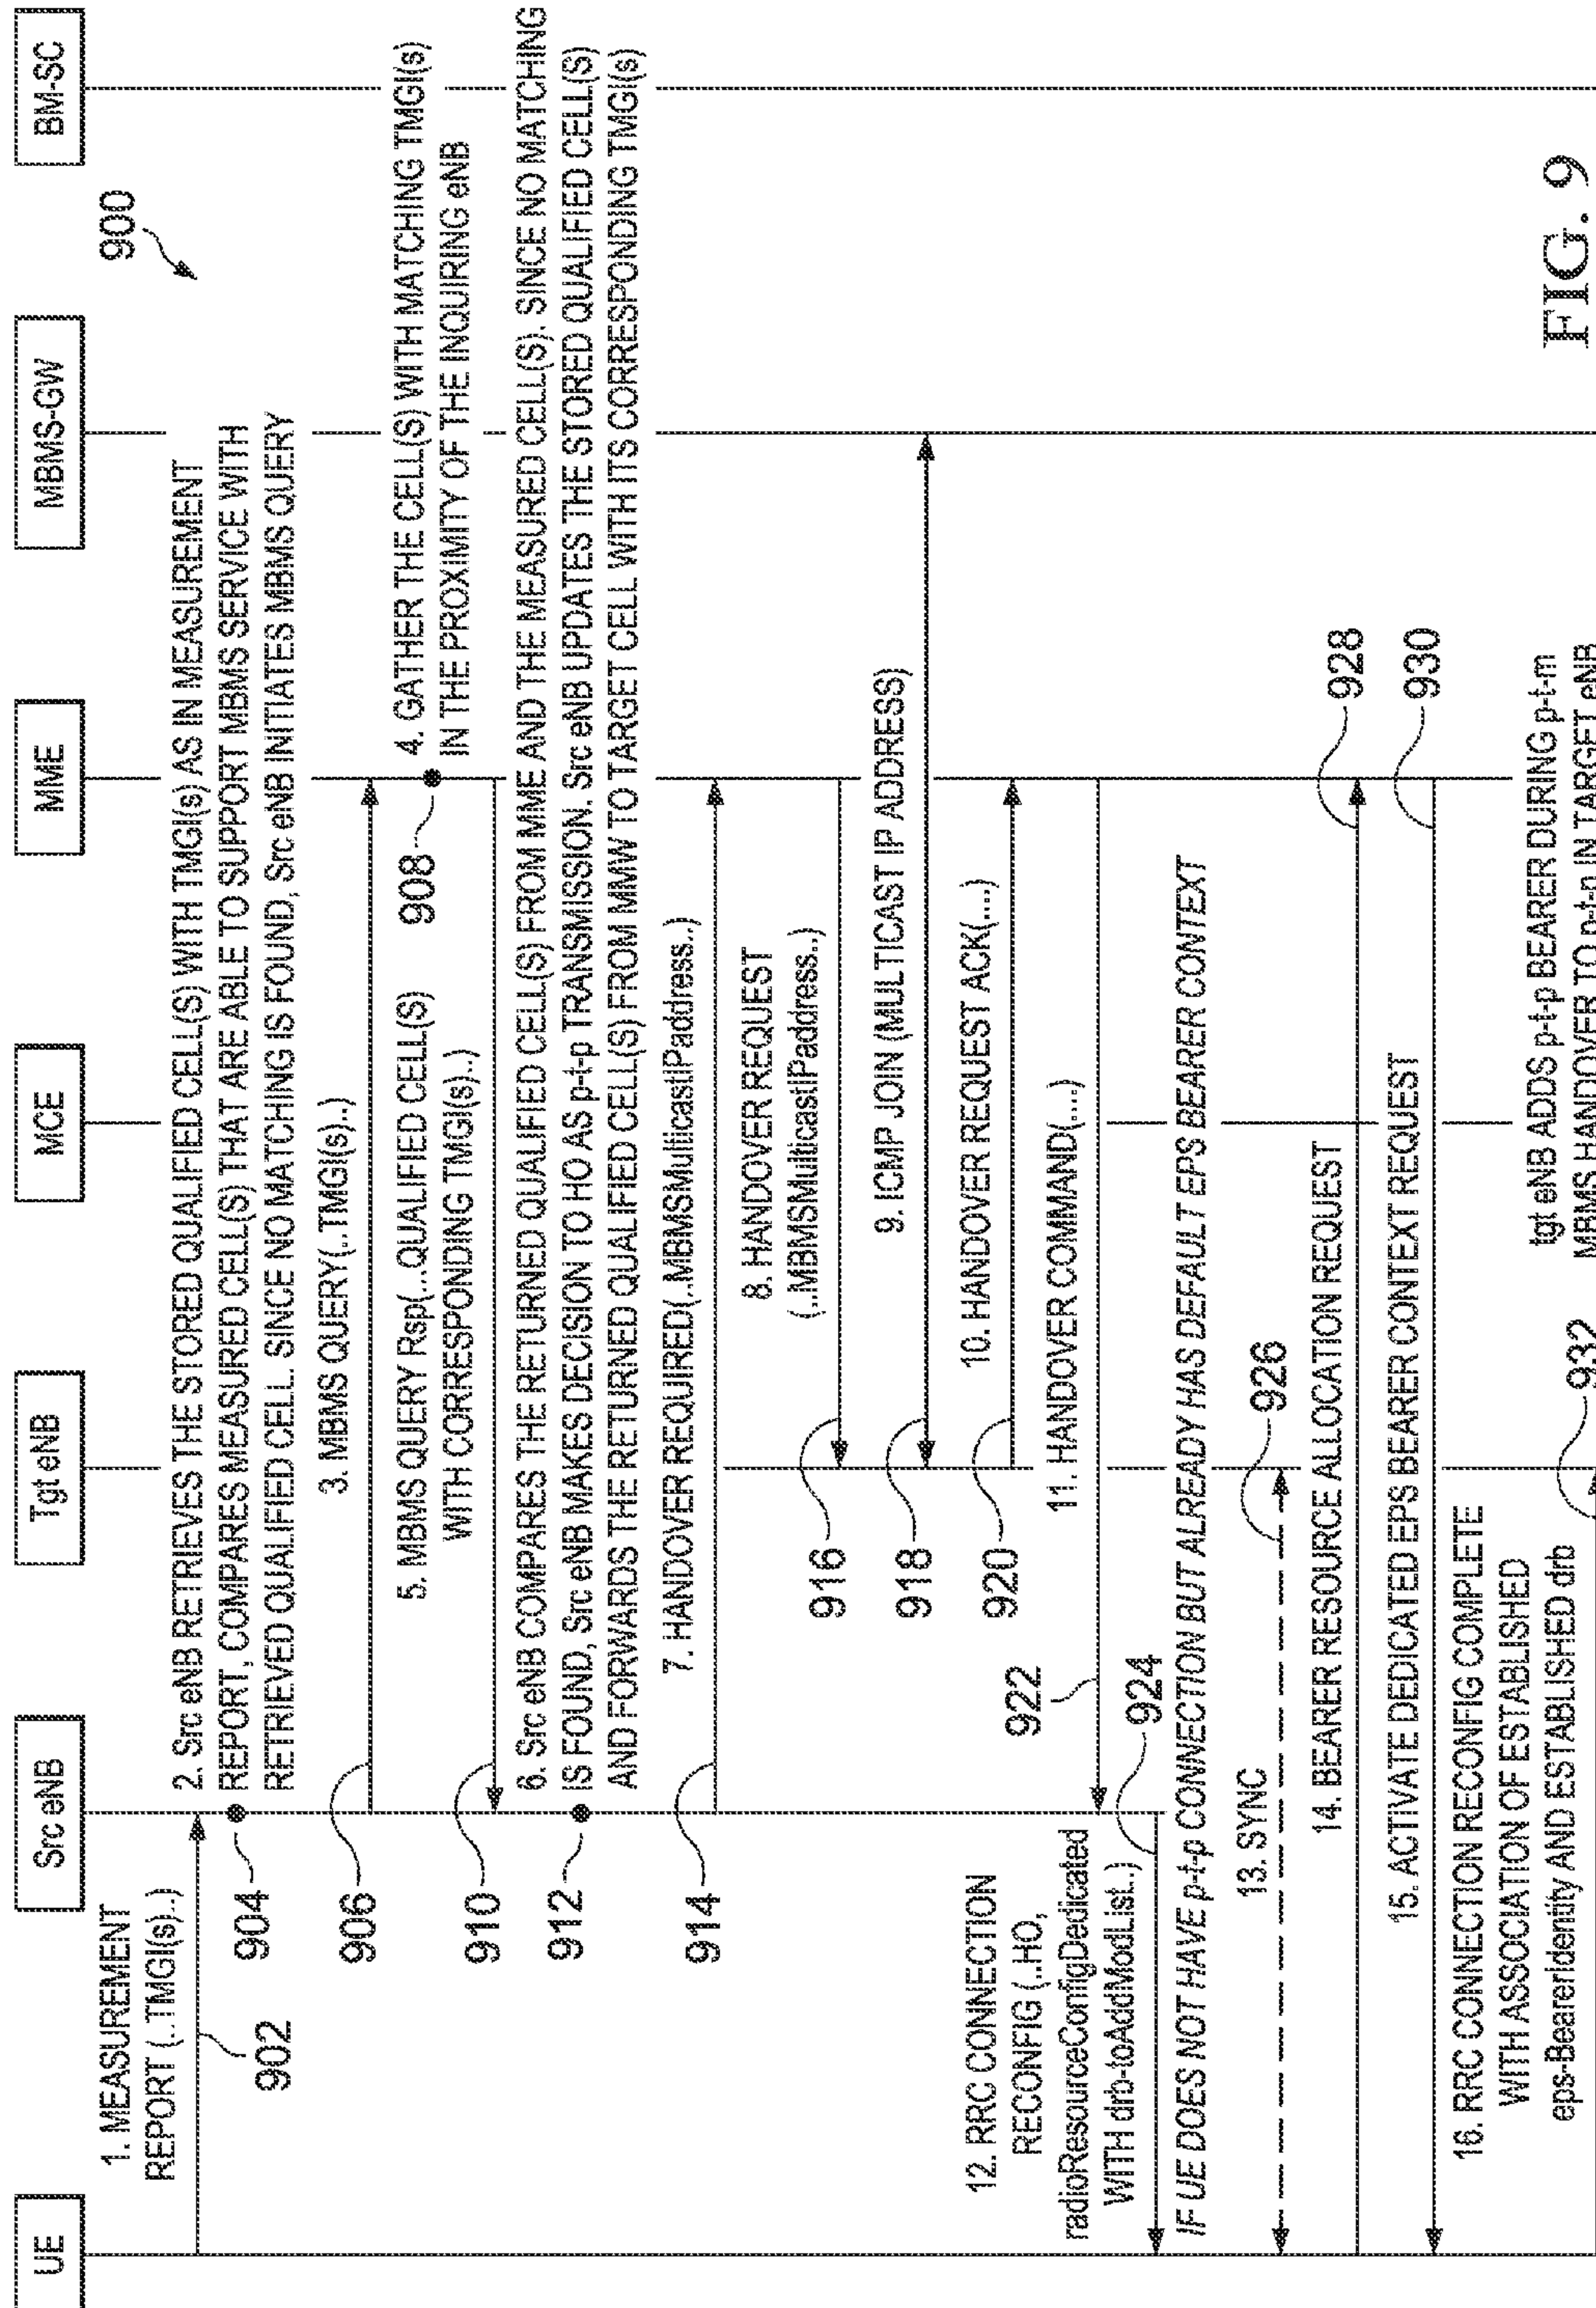 UE
Src eNB
Tgt eNB
MCE
MME
MBMS-GW
BM-SC
900
1. MEASUREMENT
REPORT (..TMGI(s)..)
902
2. Src eNB RETRIEVES THE STORED QUALIFIED CELL(S) WITH TMGI(s) AS IN MEASUREMENT
REPORT, COMPARES MEASURED CELL(S) THAT ARE ABLE TO SUPPORT MBMS SERVICE WITH
RETRIEVED QUALIFIED CELL. SINCE NO MATCHING IS FOUND, Src eNB INITIATES MBMS QUERY
904
3. MBMS QUERY(..TMGI(s)..)
906
4. GATHER THE CELL(S) WITH MATCHING TMGI(s)
IN THE PROXIMITY OF THE INQUIRING eNB
908
5. MBMS QUERY Rsp(...QUALIFIED CELL(S)
WITH CORRESPONDING TMGI(s)..)
910
6. Src eNB COMPARES THE RETURNED QUALIFIED CELL(S) FROM MME AND THE MEASURED CELL(S). SINCE NO MATCHING
IS FOUND, Src eNB MAKES DECISION TO HO AS p-t-p TRANSMISSION. Src eNB UPDATES THE STORED QUALIFIED CELL(S)
AND FORWARDS THE RETURNED QUALIFIED CELL(S) FROM MMW TO TARGET CELL WITH ITS CORRESPONDING TMGI(s)
912
7. HANDOVER REQUIRED(..MBMSMulticastIPaddress..)
914
8. HANDOVER REQUEST
(..MBMSMulticastIPaddress..)
916
9. ICMP JOIN (MULTICAST IP ADDRESS)
918
10. HANDOVER REQUEST ACK(....)
920
11. HANDOVER COMMAND(....)
922
12. RRC CONNECTION
RECONFIG (..HO,
radioResourceConfigDedicated
WITH drb-toAddModList..)
924
IF UE DOES NOT HAVE p-t-p CONNECTION BUT ALREADY HAS DEFAULT EPS BEARER CONTEXT
13. SYNC
926
14. BEARER RESOURCE ALLOCATION REQUEST
928
15. ACTIVATE DEDICATED EPS BEARER CONTEXT REQUEST
930
16. RRC CONNECTION RECONFIG COMPLETE
WITH ASSOCIATION OF ESTABLISHED
eps-BearerIdentity AND ESTABLISHED drb
932
tgt eNB ADDS p-t-p BEARER DURING p-t-m
MBMS HANDOVER TO p-t-p IN TARGET eNB
FIG. 9